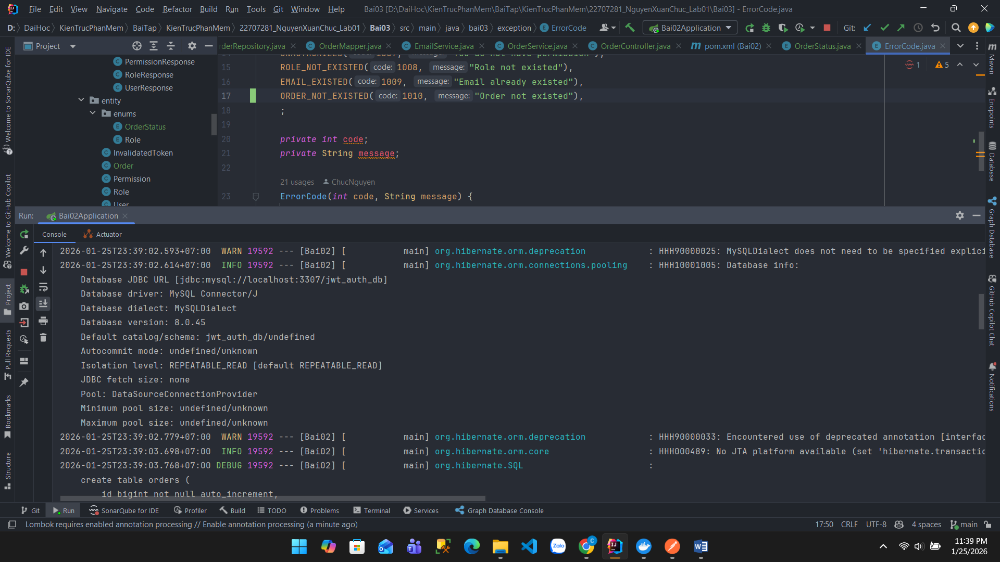 File Edit View Navigate Code Refactor Build Run Tools Git Window Help Bai03 [D:\DaiHoc\KienTrucPhanMem\BaiTap\KienTrucPhanMem\22707281_NguyenXuanChuc_Lab01\Bai03] - ErrorCode.java
D: DaiHoc KienTrucPhanMem BaiTap KienTrucPhanMem 22707281_NguyenXuanChuc_Lab01 Bai03 src main java bai03 exception ErrorCode Bai02Application Git:
Project
rderRepository.java OrderMapper.java EmailService.java OrderService.java OrderController.java pom.xml (Bai02) OrderStatus.java ErrorCode.java
PermissionResponse
RoleResponse
UserResponse
entity
enums
OrderStatus
Role
InvalidatedToken
Order
Permission
Role
User
15 ROLE_NOT_EXISTED( code: 1008, message: "Role not existed"),
16 EMAIL_EXISTED( code: 1009, message: "Email already existed"),
17 ORDER_NOT_EXISTED( code: 1010, message: "Order not existed"),
18 ;
19
20 private int code;
21 private String message;
22
21 usages ChucNguyen
23 ErrorCode(int code, String message) {
1 5
Welcome to SonarQube for IDE
Welcome to GitHub Copilot
Project
Pull Requests
Bookmarks
Structure
Maven
Endpoints
Database
Graph Database
GitHub Copilot Chat
Notifications
Run: Bai02Application
Console Actuator
2026-01-25T23:39:02.593+07:00 WARN 19592 --- [Bai02] [ main] org.hibernate.orm.deprecation : HHH90000025: MySQLDialect does not need to be specified explici
2026-01-25T23:39:02.614+07:00 INFO 19592 --- [Bai02] [ main] org.hibernate.orm.connections.pooling : HHH10001005: Database info:
Database JDBC URL [jdbc:mysql://localhost:3307/jwt_auth_db]
Database driver: MySQL Connector/J
Database dialect: MySQLDialect
Database version: 8.0.45
Default catalog/schema: jwt_auth_db/undefined
Autocommit mode: undefined/unknown
Isolation level: REPEATABLE_READ [default REPEATABLE_READ]
JDBC fetch size: none
Pool: DataSourceConnectionProvider
Minimum pool size: undefined/unknown
Maximum pool size: undefined/unknown
2026-01-25T23:39:02.779+07:00 WARN 19592 --- [Bai02] [ main] org.hibernate.orm.deprecation : HHH90000033: Encountered use of deprecated annotation [interfac
2026-01-25T23:39:03.698+07:00 INFO 19592 --- [Bai02] [ main] org.hibernate.orm.core : HHH000489: No JTA platform available (set 'hibernate.transactio
2026-01-25T23:39:03.768+07:00 DEBUG 19592 --- [Bai02] [ main] org.hibernate.SQL :
create table orders (
id bigint not null auto_increment,
Git Run SonarQube for IDE Profiler Build TODO Problems Terminal Services Graph Database Console
Lombok requires enabled annotation processing // Enable annotation processing (a minute ago) 17:50 CRLF UTF-8 4 spaces main
Zalo
C
11:39 PM
1/25/2026